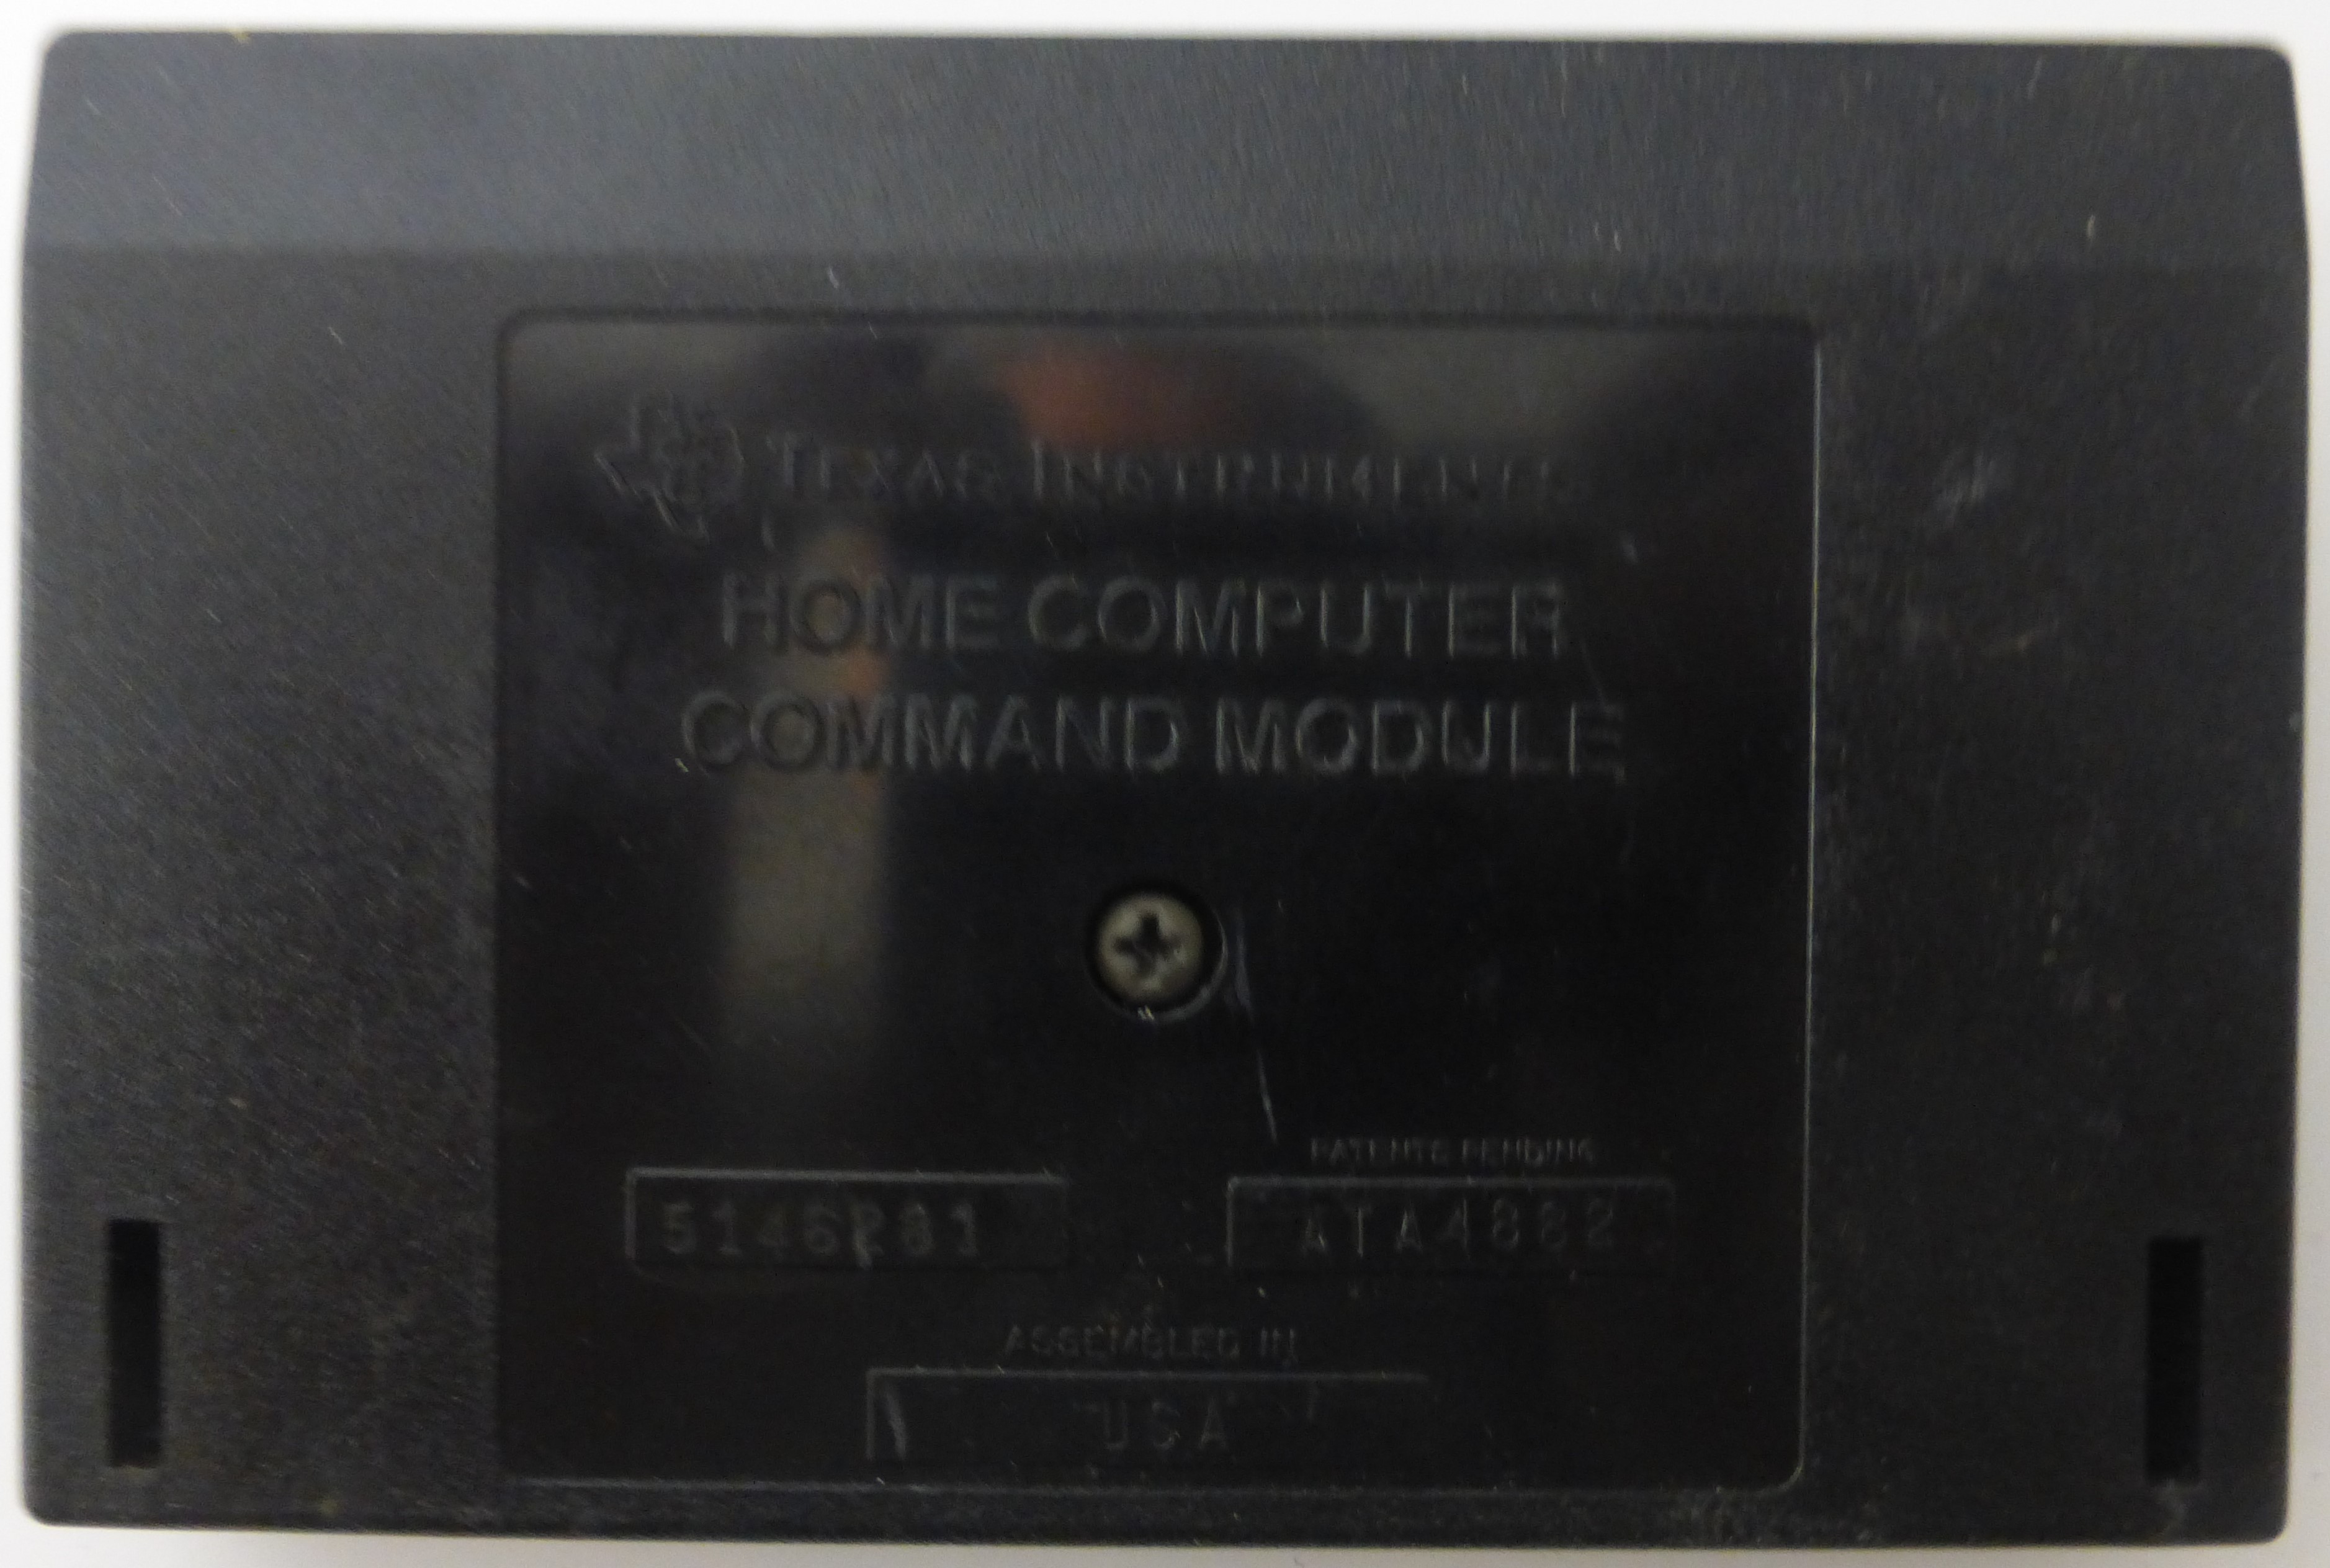 TEXAS INSTRUMENTS
HOME COMPUTER
COMMAND MODULE
PATENTS PENDING
5146281 ATA4882
ASSEMBLED IN
USA